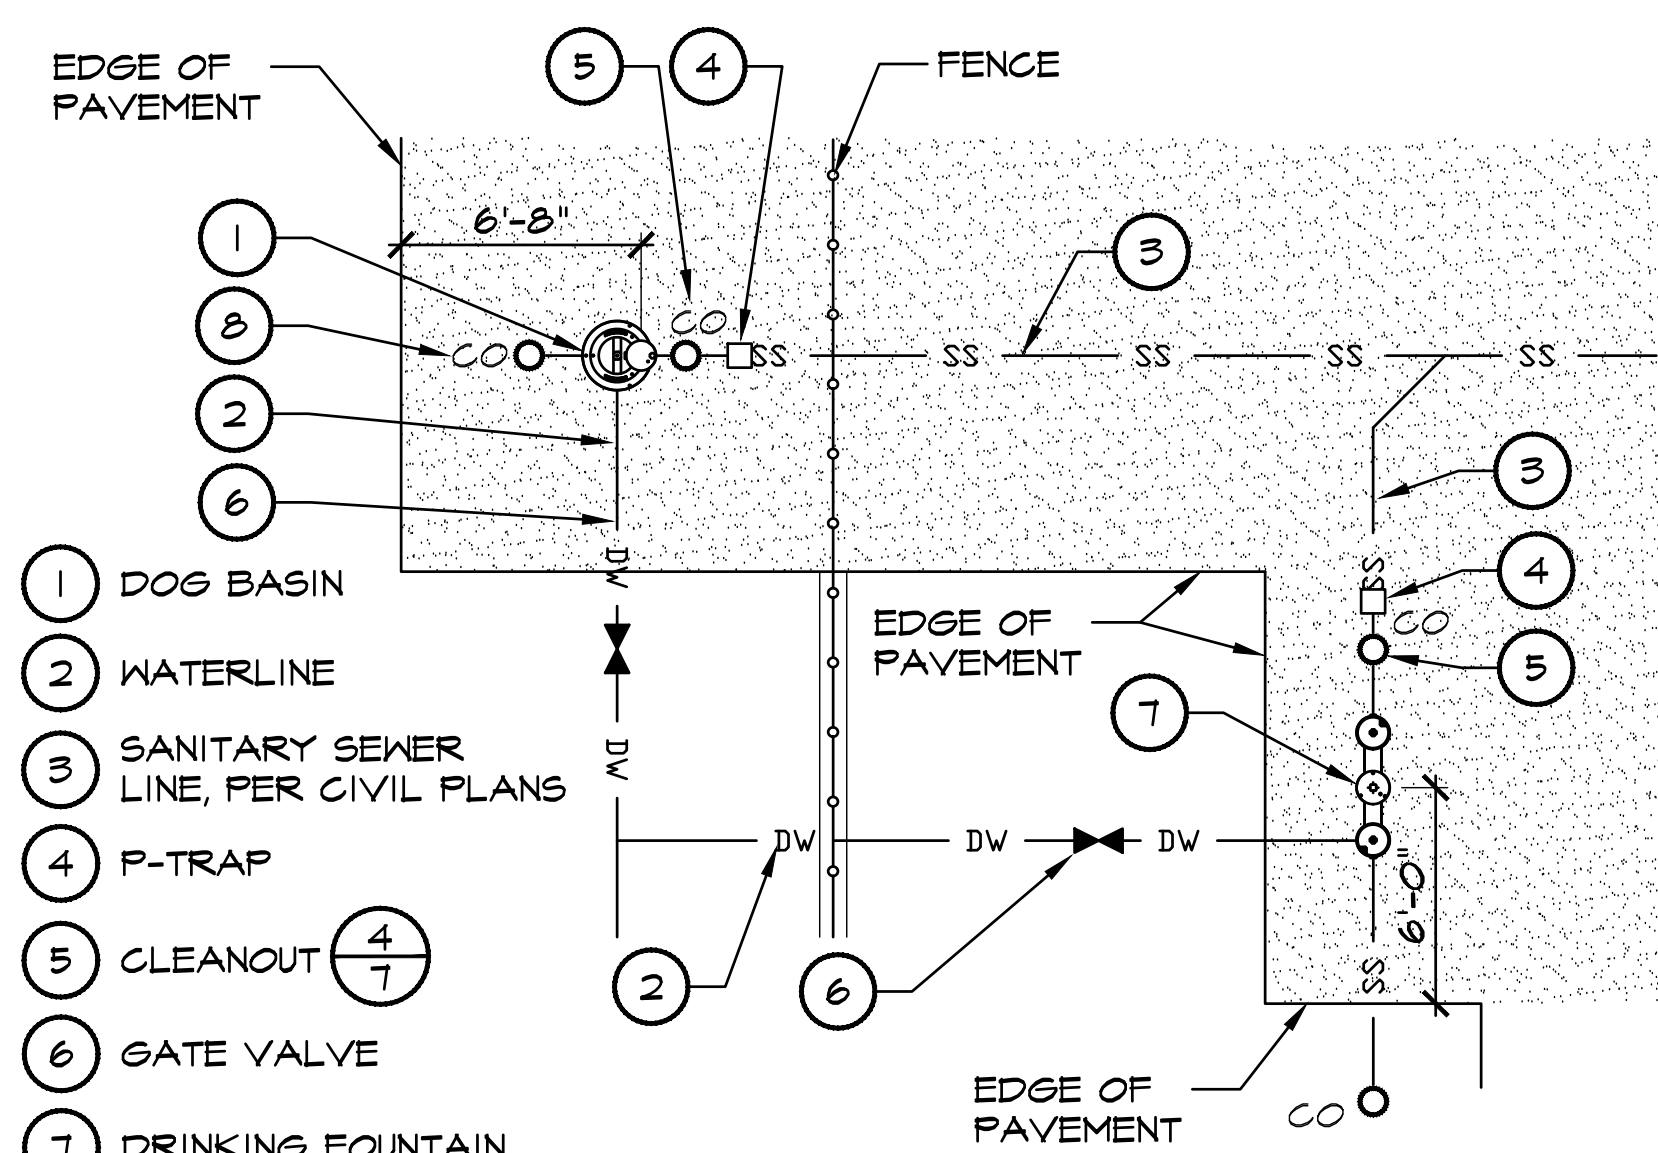 EDGE OF
PAVEMENT
5
4
FENCE
6'-8"
1
3
8
CO
CO
SS
SS
SS
SS
SS
2
3
6
DW
SS
4
1 DOG BASIN
EDGE OF
PAVEMENT
CO
5
2 WATERLINE
7
3 SANITARY SEWER
LINE, PER CIVIL PLANS
DW
DW
DW
DW
4 P-TRAP
6'-0"
5 CLEANOUT 4
7
2
6
SS
6 GATE VALVE
EDGE OF
PAVEMENT
CO
7 DRINKING FOUNTAIN